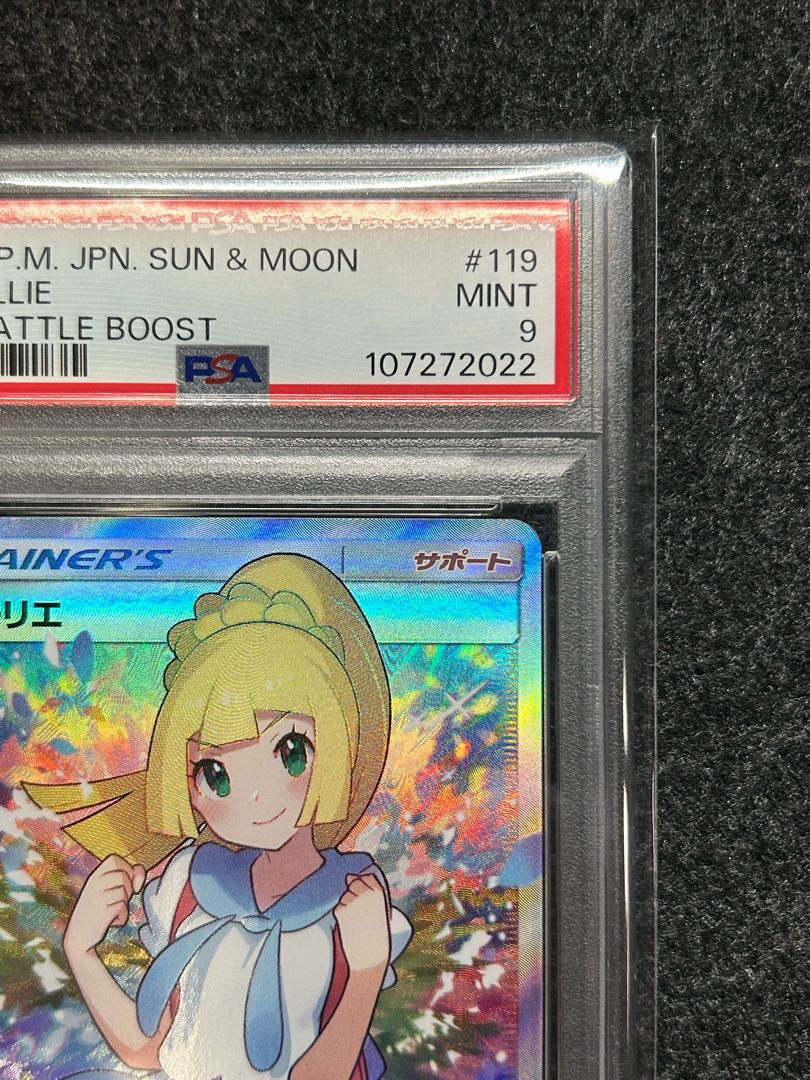 P.M. JPN. SUN & MOON #119
LLIE MINT
ATTLE BOOST 9
PSA 107272022
AINER'S サポート
リエ